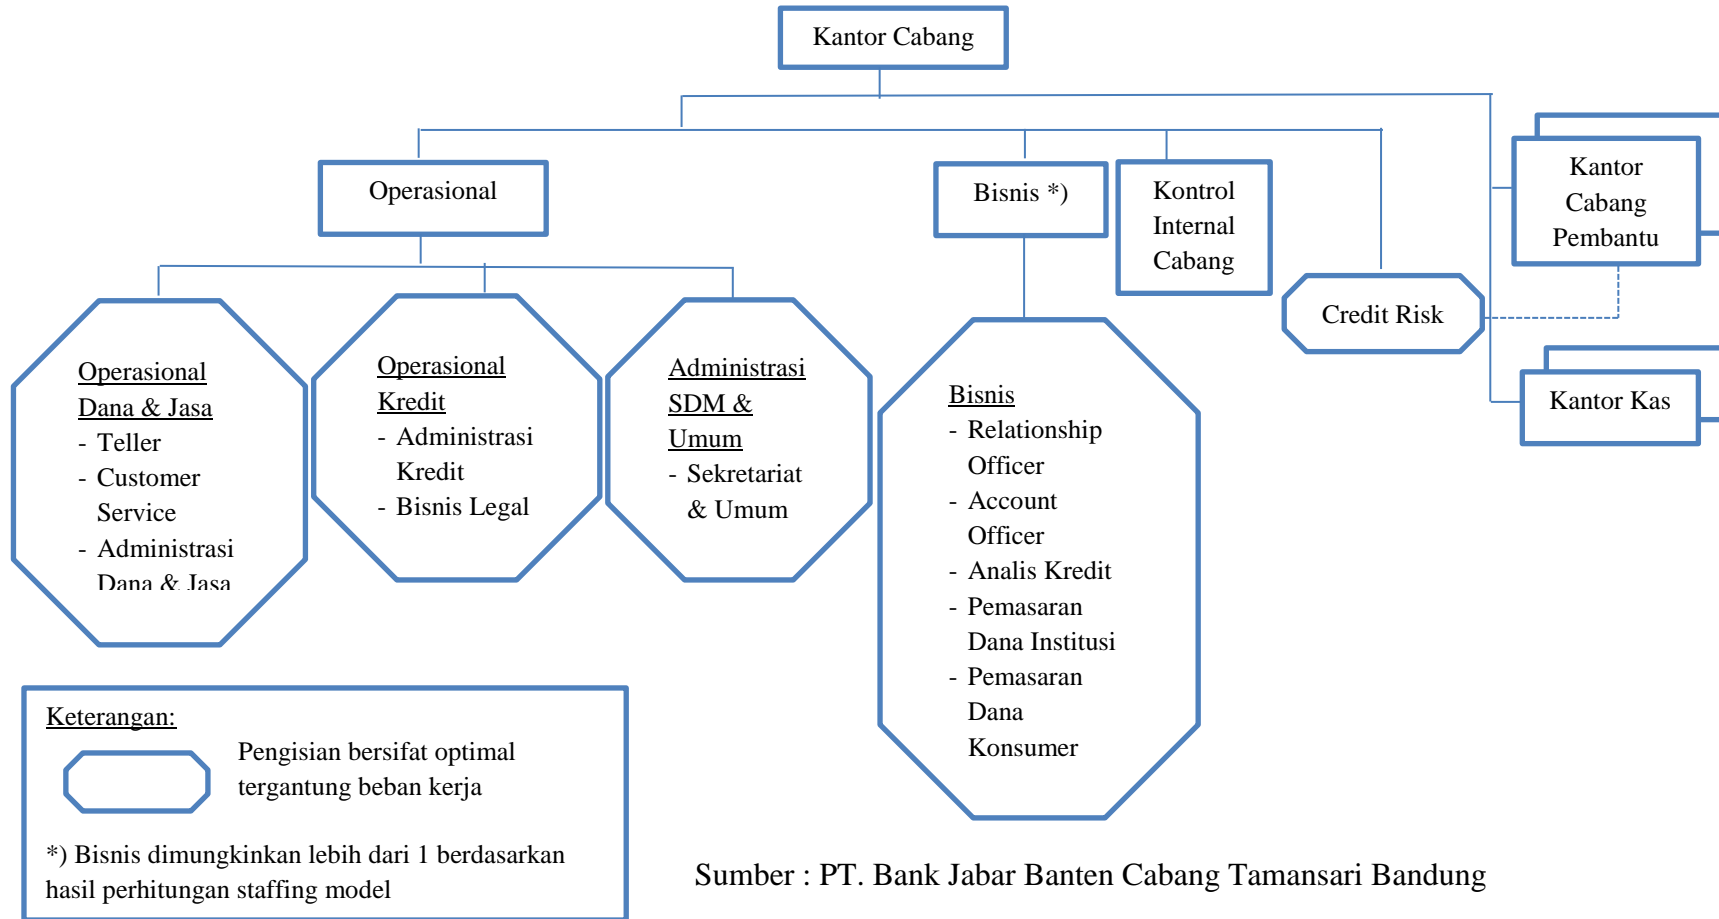 Kantor Cabang
Operasional
Bisnis *)
Kontrol
Internal
Cabang
Kantor
Cabang
Pembantu
Credit Risk
Kantor Kas
Operasional
Dana & Jasa
- Teller
- Customer
Service
- Administrasi
Dana & Jasa
Operasional
Kredit
- Administrasi
Kredit
- Bisnis Legal
Administrasi
SDM &
Umum
- Sekretariat
& Umum
Bisnis
- Relationship
Officer
- Account
Officer
- Analis Kredit
- Pemasaran
Dana Institusi
- Pemasaran
Dana
Konsumer
Keterangan:
Pengisian bersifat optimal
tergantung beban kerja
*) Bisnis dimungkinkan lebih dari 1 berdasarkan
hasil perhitungan staffing model
Sumber : PT. Bank Jabar Banten Cabang Tamansari Bandung